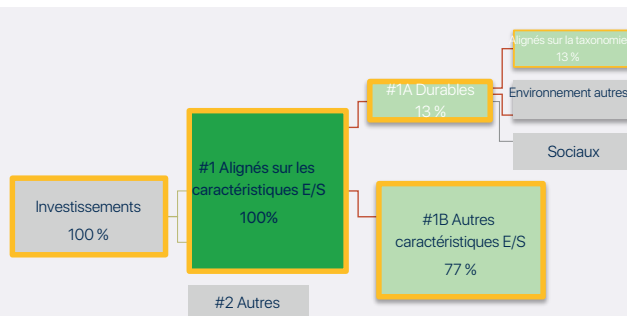 Alignés sur la taxonomie
13 %
#1A Durables
13 %
Environnement autres
Sociaux
#1 Alignés sur les
caractéristiques E/S
100%
Investissements
100 %
#1B Autres
caractéristiques E/S
77 %
#2 Autres